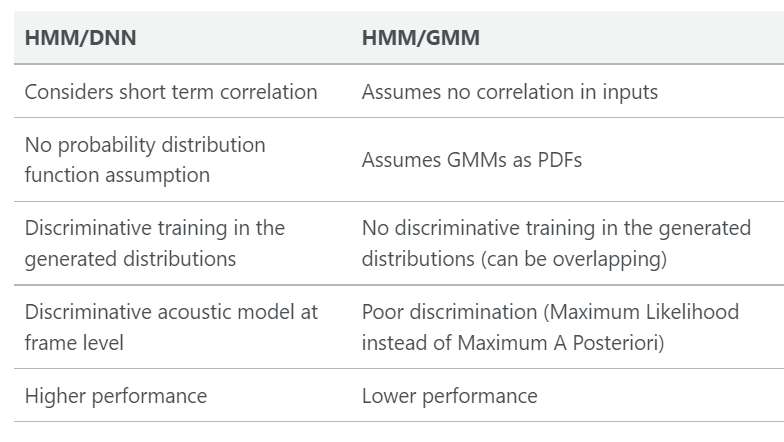 HMM/DNN HMM/GMM
Considers short term correlation Assumes no correlation in inputs
No probability distribution
function assumption
Assumes GMMs as PDFs
Discriminative training in the
generated distributions
No discriminative training in the generated
distributions (can be overlapping)
Discriminative acoustic model at
frame level
Poor discrimination (Maximum Likelihood
instead of Maximum A Posteriori)
Higher performance Lower performance